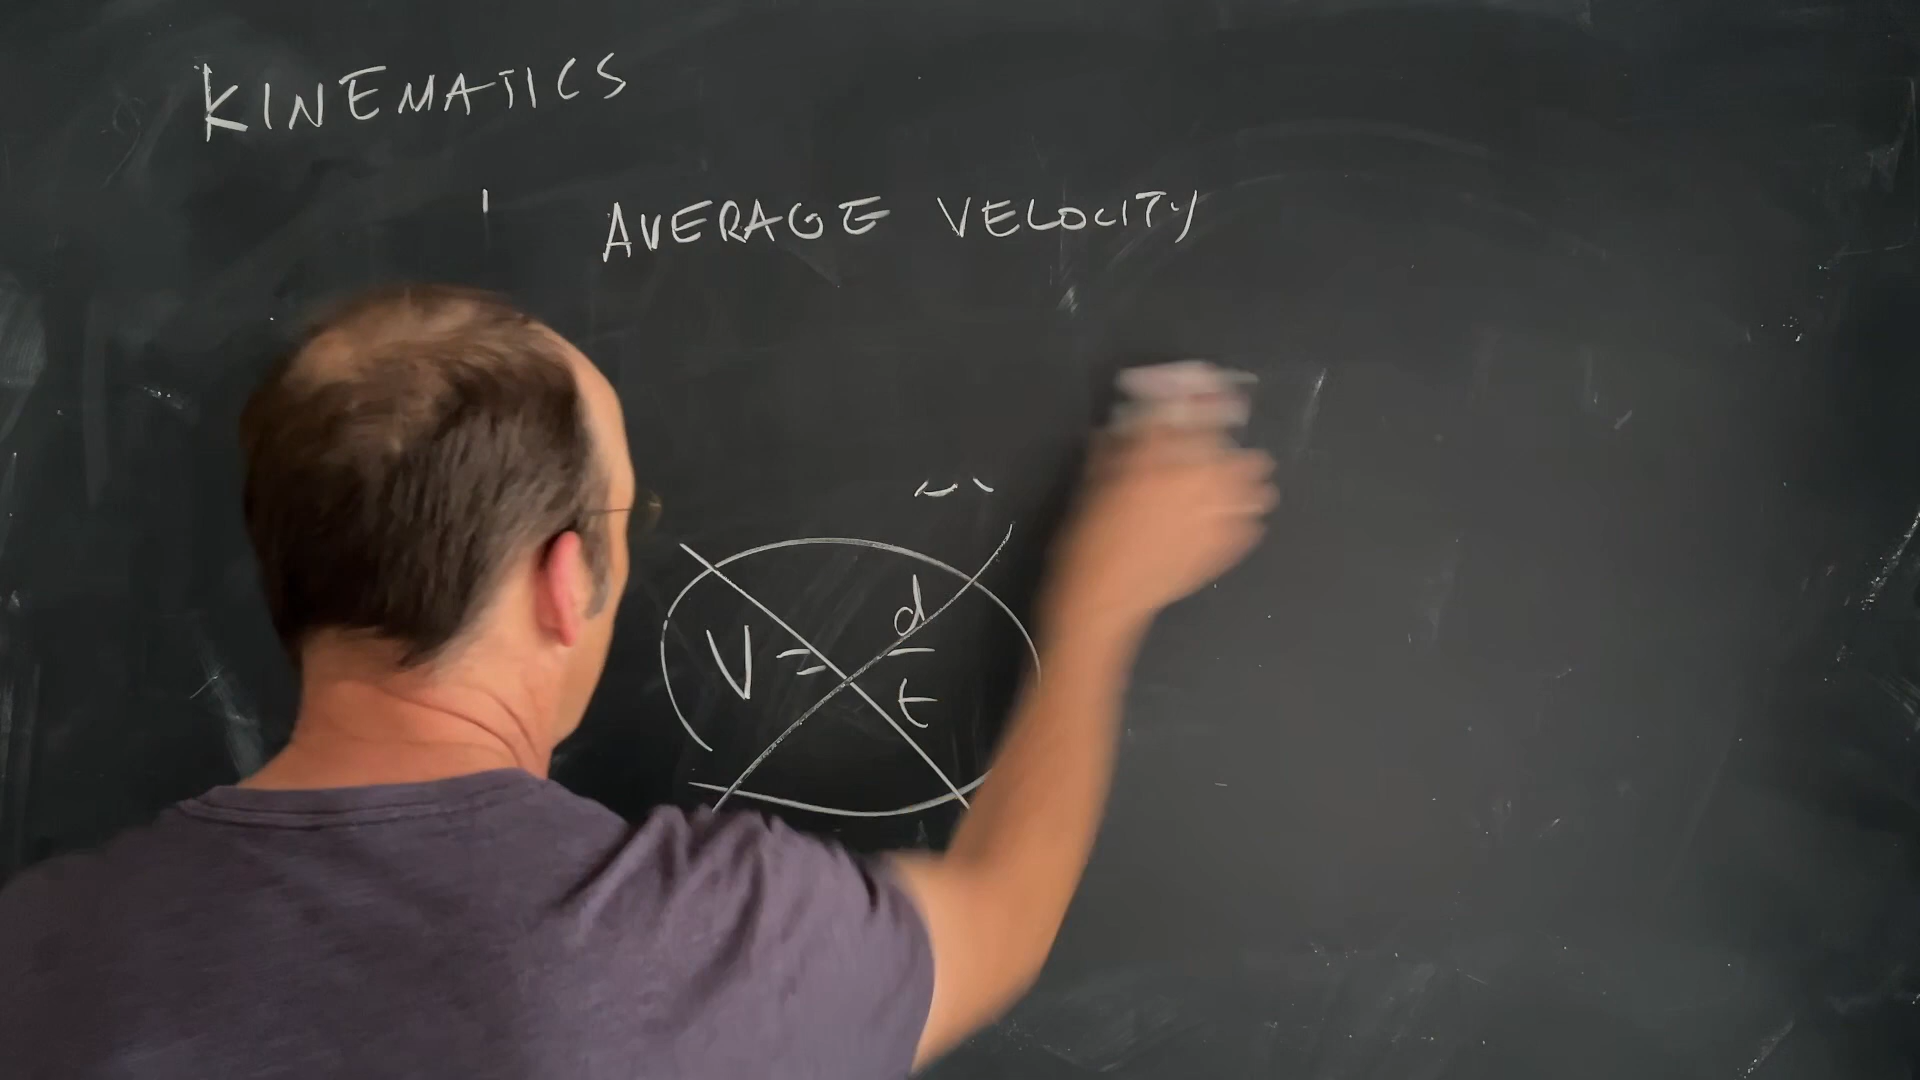 KINEMATICS
AVERAGE VELOCITY
V = d/t